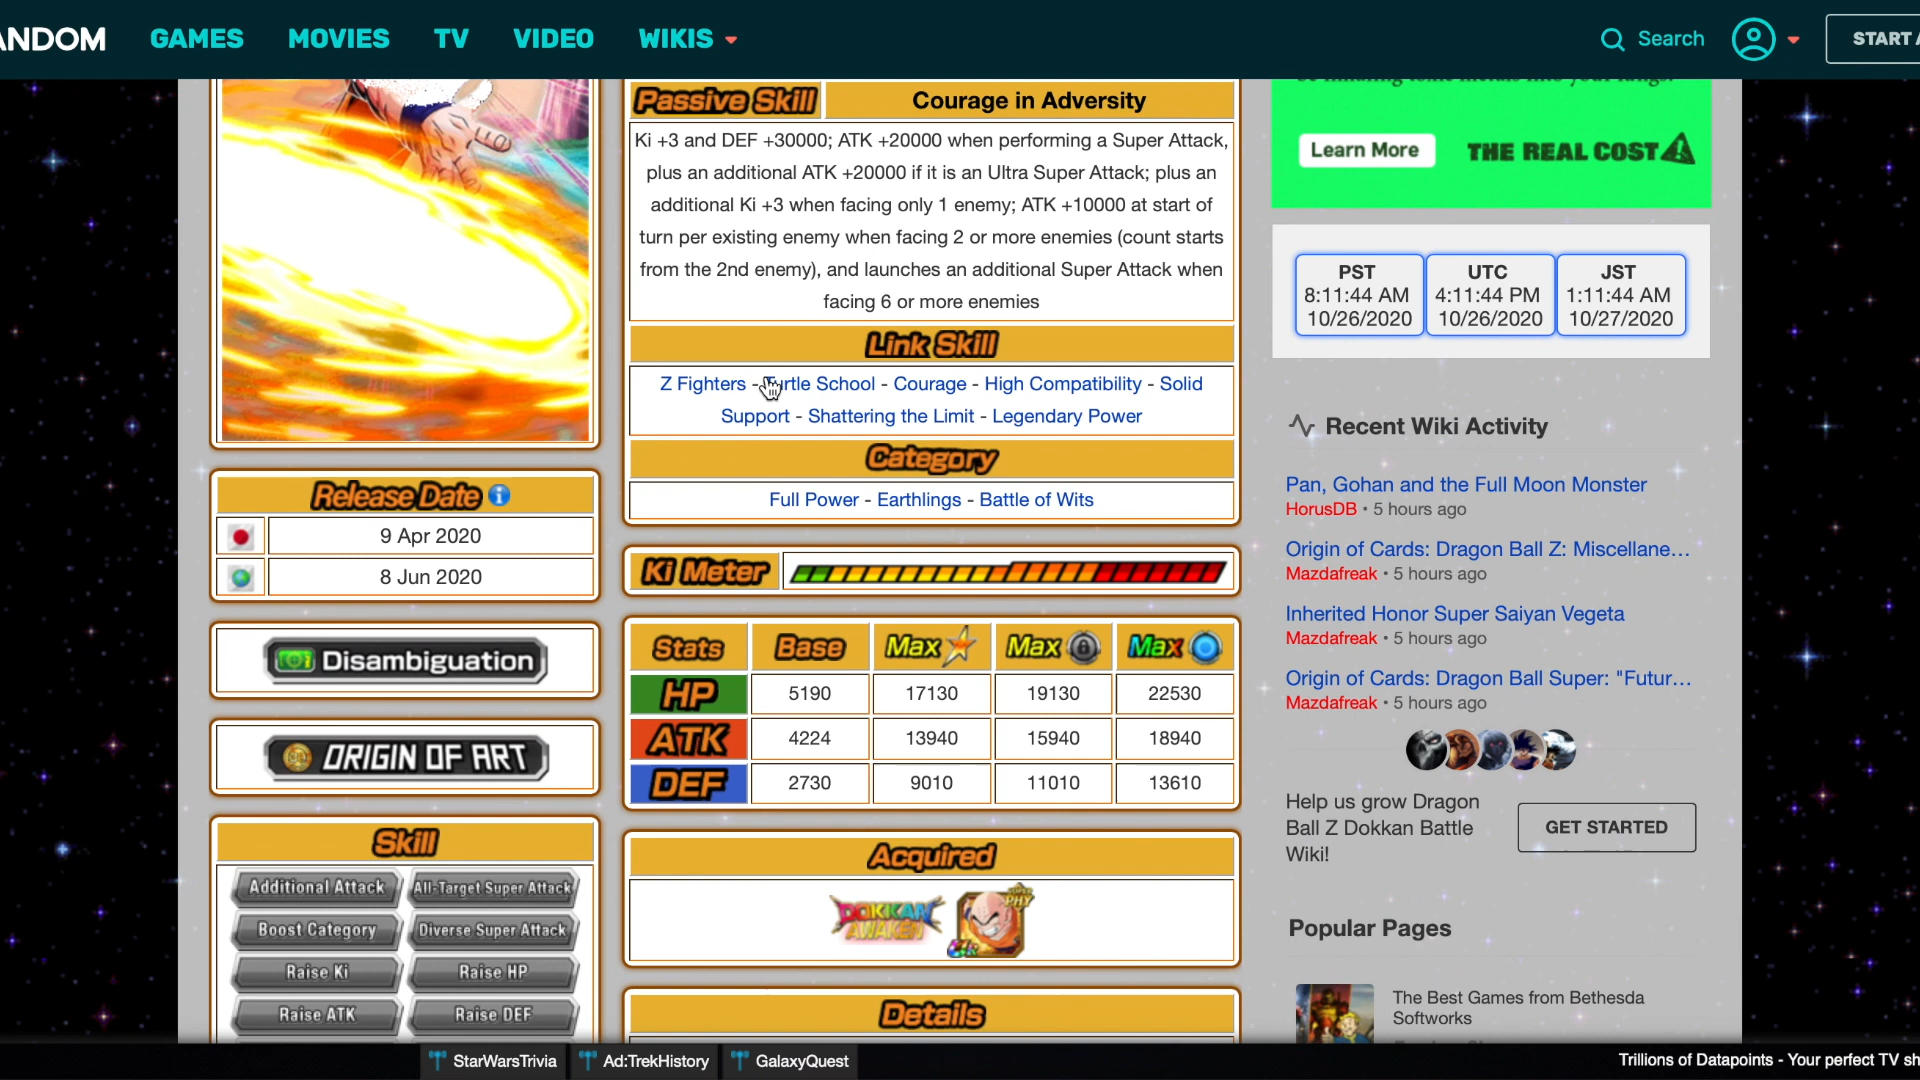 ANDOM
GAMES
MOVIES
TV
VIDEO
WIKIS
Search
START A
Passive Skill
Courage in Adversity
Ki +3 and DEF +30000; ATK +20000 when performing a Super Attack,
plus an additional ATK +20000 if it is an Ultra Super Attack; plus an
additional Ki +3 when facing only 1 enemy; ATK +10000 at start of
turn per existing enemy when facing 2 or more enemies (count starts
from the 2nd enemy), and launches an additional Super Attack when
facing 6 or more enemies
Link Skill
Z Fighters - Turtle School - Courage - High Compatibility - Solid
Support - Shattering the Limit - Legendary Power
Category
Full Power - Earthlings - Battle of Wits
Ki Meter
Stats Base Max Max Max
HP 5190 17130 19130 22530
ATK 4224 13940 15940 18940
DEF 2730 9010 11010 13610
Acquired
DOKKAN
AWAKEN
SUPER
PHY
LR
Details
Release Date
9 Apr 2020
8 Jun 2020
Disambiguation
ORIGIN OF ART
Skill
Additional Attack All-Target Super Attack
Boost Category Diverse Super Attack
Raise Ki Raise HP
Raise ATK Raise DEF
Learn More
THE REAL COST
PST UTC JST
8:11:44 AM 4:11:44 PM 1:11:44 AM
10/26/2020 10/26/2020 10/27/2020
Recent Wiki Activity
Pan, Gohan and the Full Moon Monster
HorusDB • 5 hours ago
Origin of Cards: Dragon Ball Z: Miscellane...
Mazdafreak • 5 hours ago
Inherited Honor Super Saiyan Vegeta
Mazdafreak • 5 hours ago
Origin of Cards: Dragon Ball Super: "Futur...
Mazdafreak • 5 hours ago
Help us grow Dragon
Ball Z Dokkan Battle
Wiki!
GET STARTED
Popular Pages
The Best Games from Bethesda
Softworks
StarWarsTrivia
Ad:TrekHistory
GalaxyQuest
Trillions of Datapoints - Your perfect TV sh